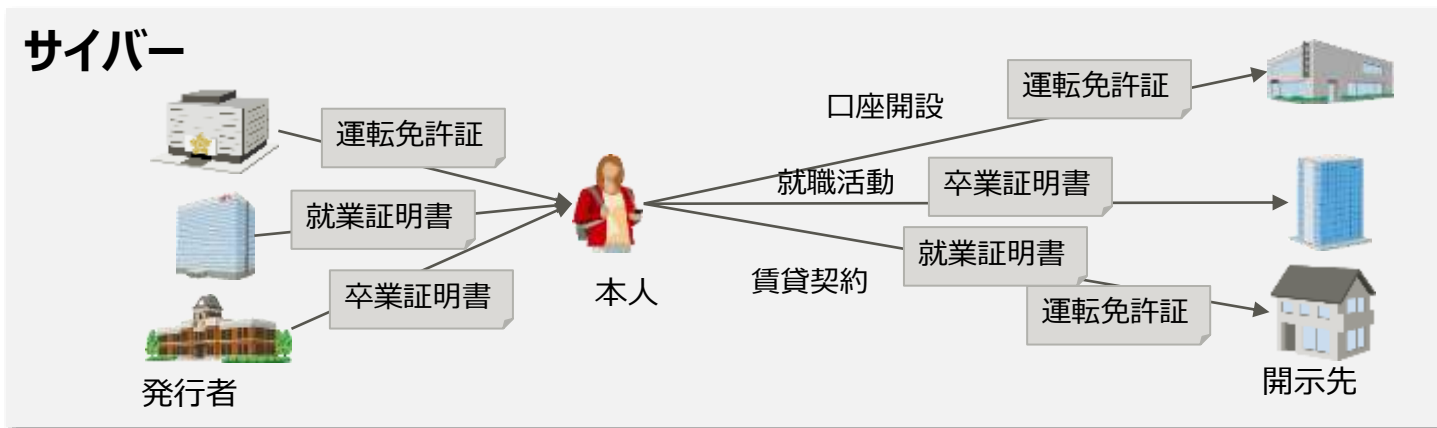 サイバー
運転免許証
就業証明書
卒業証明書
発行者
本人
口座開設
運転免許証
就職活動
卒業証明書
賃貸契約
就業証明書
運転免許証
開示先